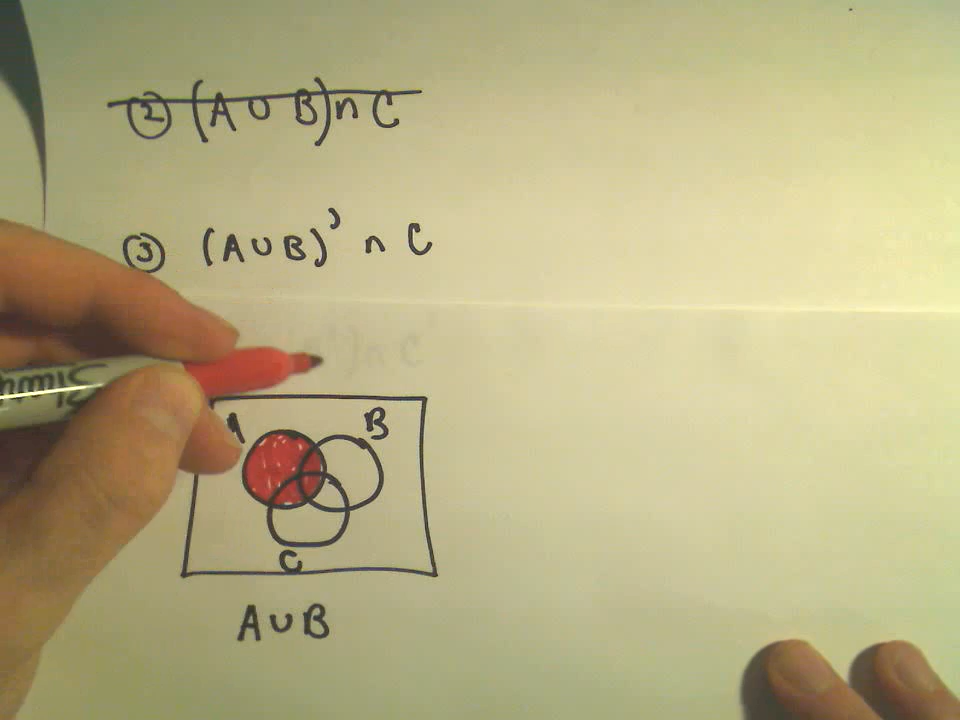 ② (A ∪ B) ∩ C
③ (A ∪ B)' ∩ C
) ∩ C
A B
C
A ∪ B